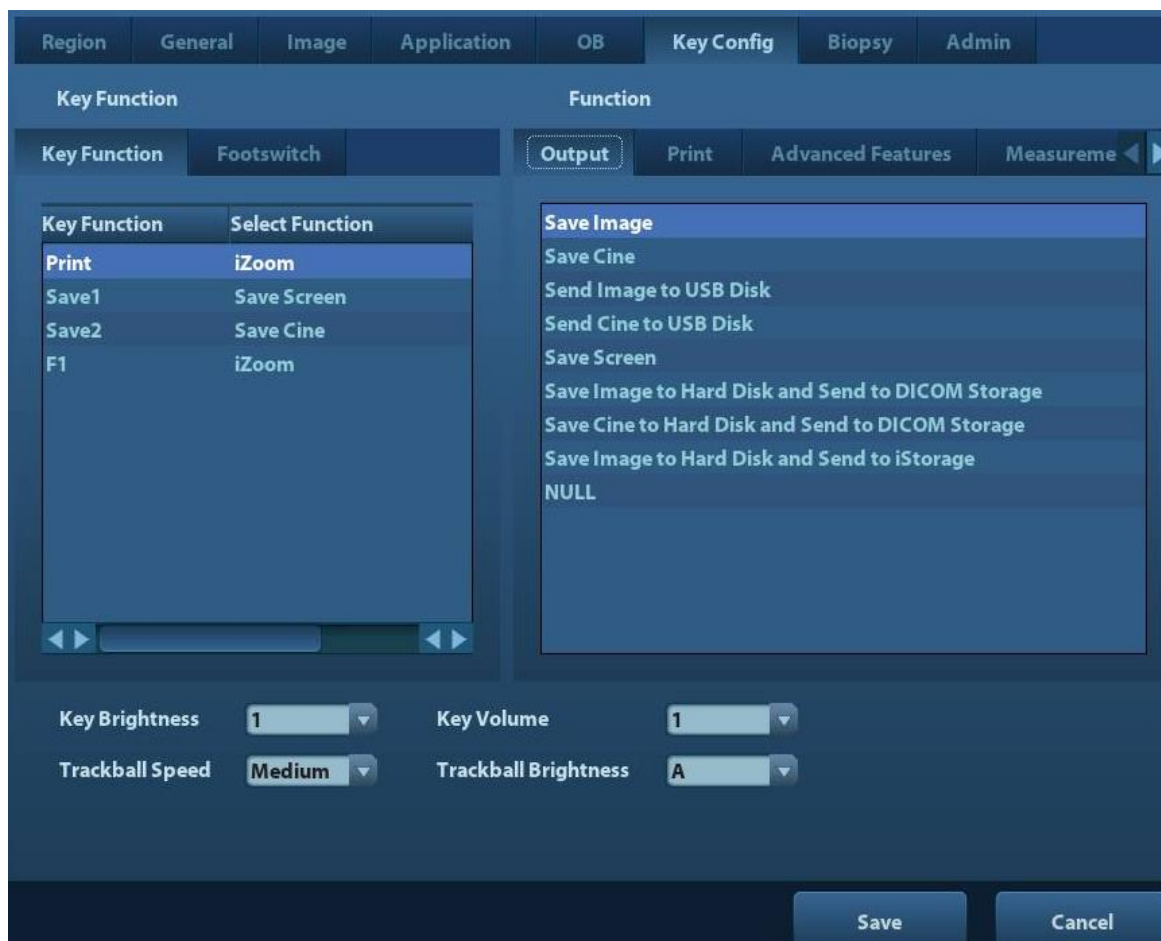 Region General Image Application OB Key Config Biopsy Admin
Key Function Function
Key Function Footswitch Output Print Advanced Features Measureme
Key Function Select Function
Print iZoom
Save1 Save Screen
Save2 Save Cine
F1 iZoom
Save Image
Save Cine
Send Image to USB Disk
Send Cine to USB Disk
Save Screen
Save Image to Hard Disk and Send to DICOM Storage
Save Cine to Hard Disk and Send to DICOM Storage
Save Image to Hard Disk and Send to iStorage
NULL
Key Brightness 1 Key Volume 1
Trackball Speed Medium Trackball Brightness A
Save Cancel